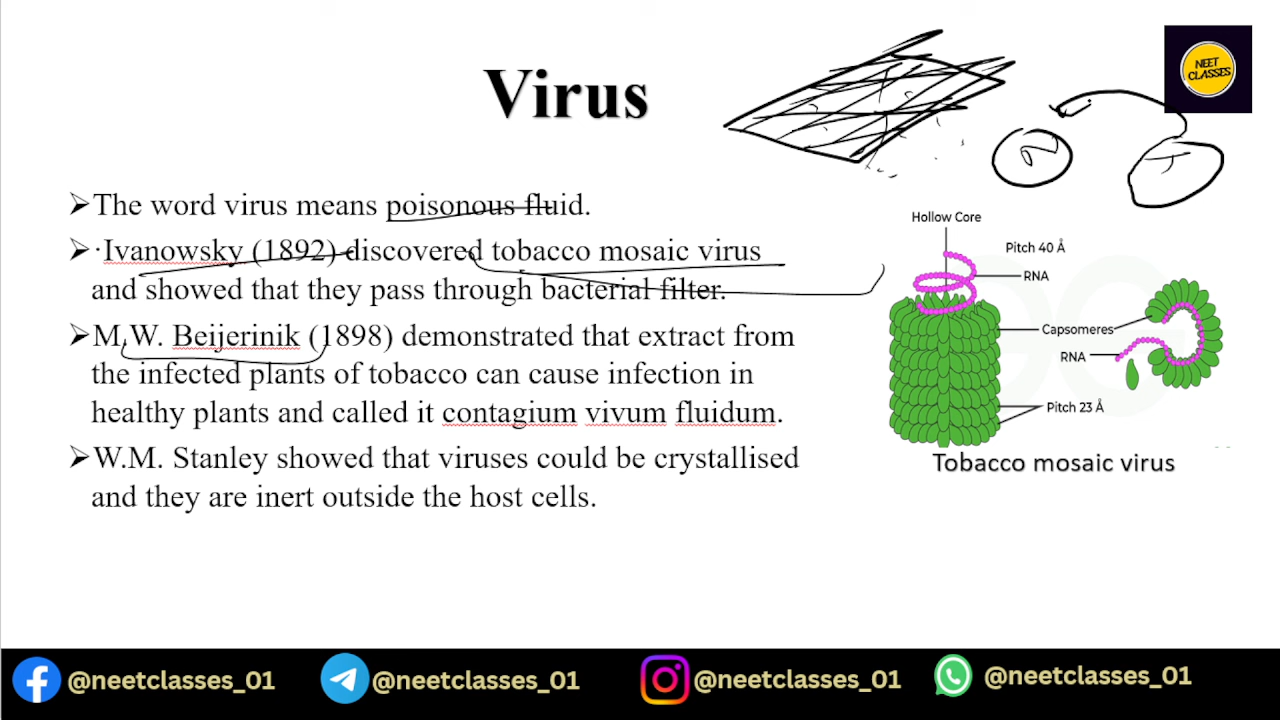 Virus
NEET
CLASSES
➢The word virus means poisonous fluid.
➢·Ivanowsky (1892) discovered tobacco mosaic virus
and showed that they pass through bacterial filter.
➢M.W. Beijerinik (1898) demonstrated that extract from
the infected plants of tobacco can cause infection in
healthy plants and called it contagium vivum fluidum.
➢W.M. Stanley showed that viruses could be crystallised
and they are inert outside the host cells.
Hollow Core
Pitch 40 Å
RNA
Capsomeres
RNA
Pitch 23 Å
Tobacco mosaic virus
@neetclasses_01 @neetclasses_01 @neetclasses_01 @neetclasses_01